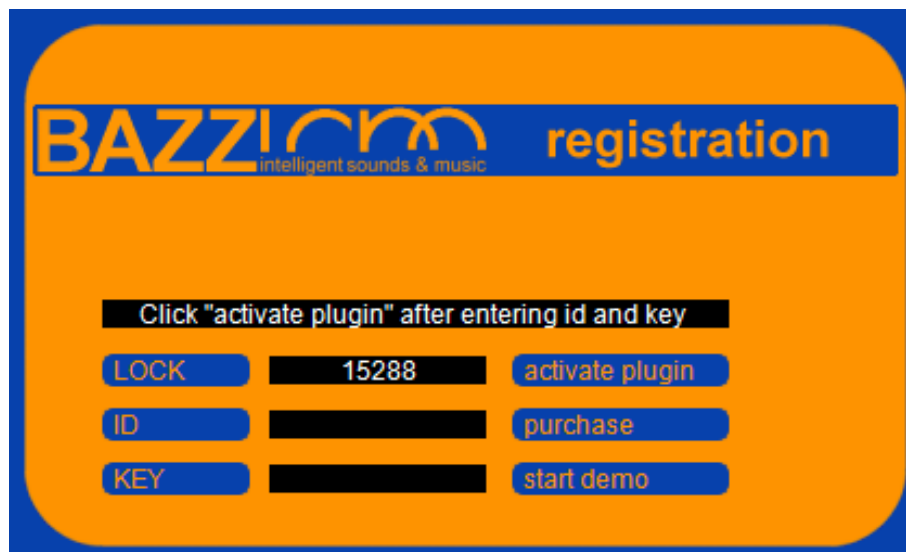 BAZZ!
intelligent sounds & music
registration
Click "activate plugin" after entering id and key
LOCK 15288 activate plugin
ID purchase
KEY start demo